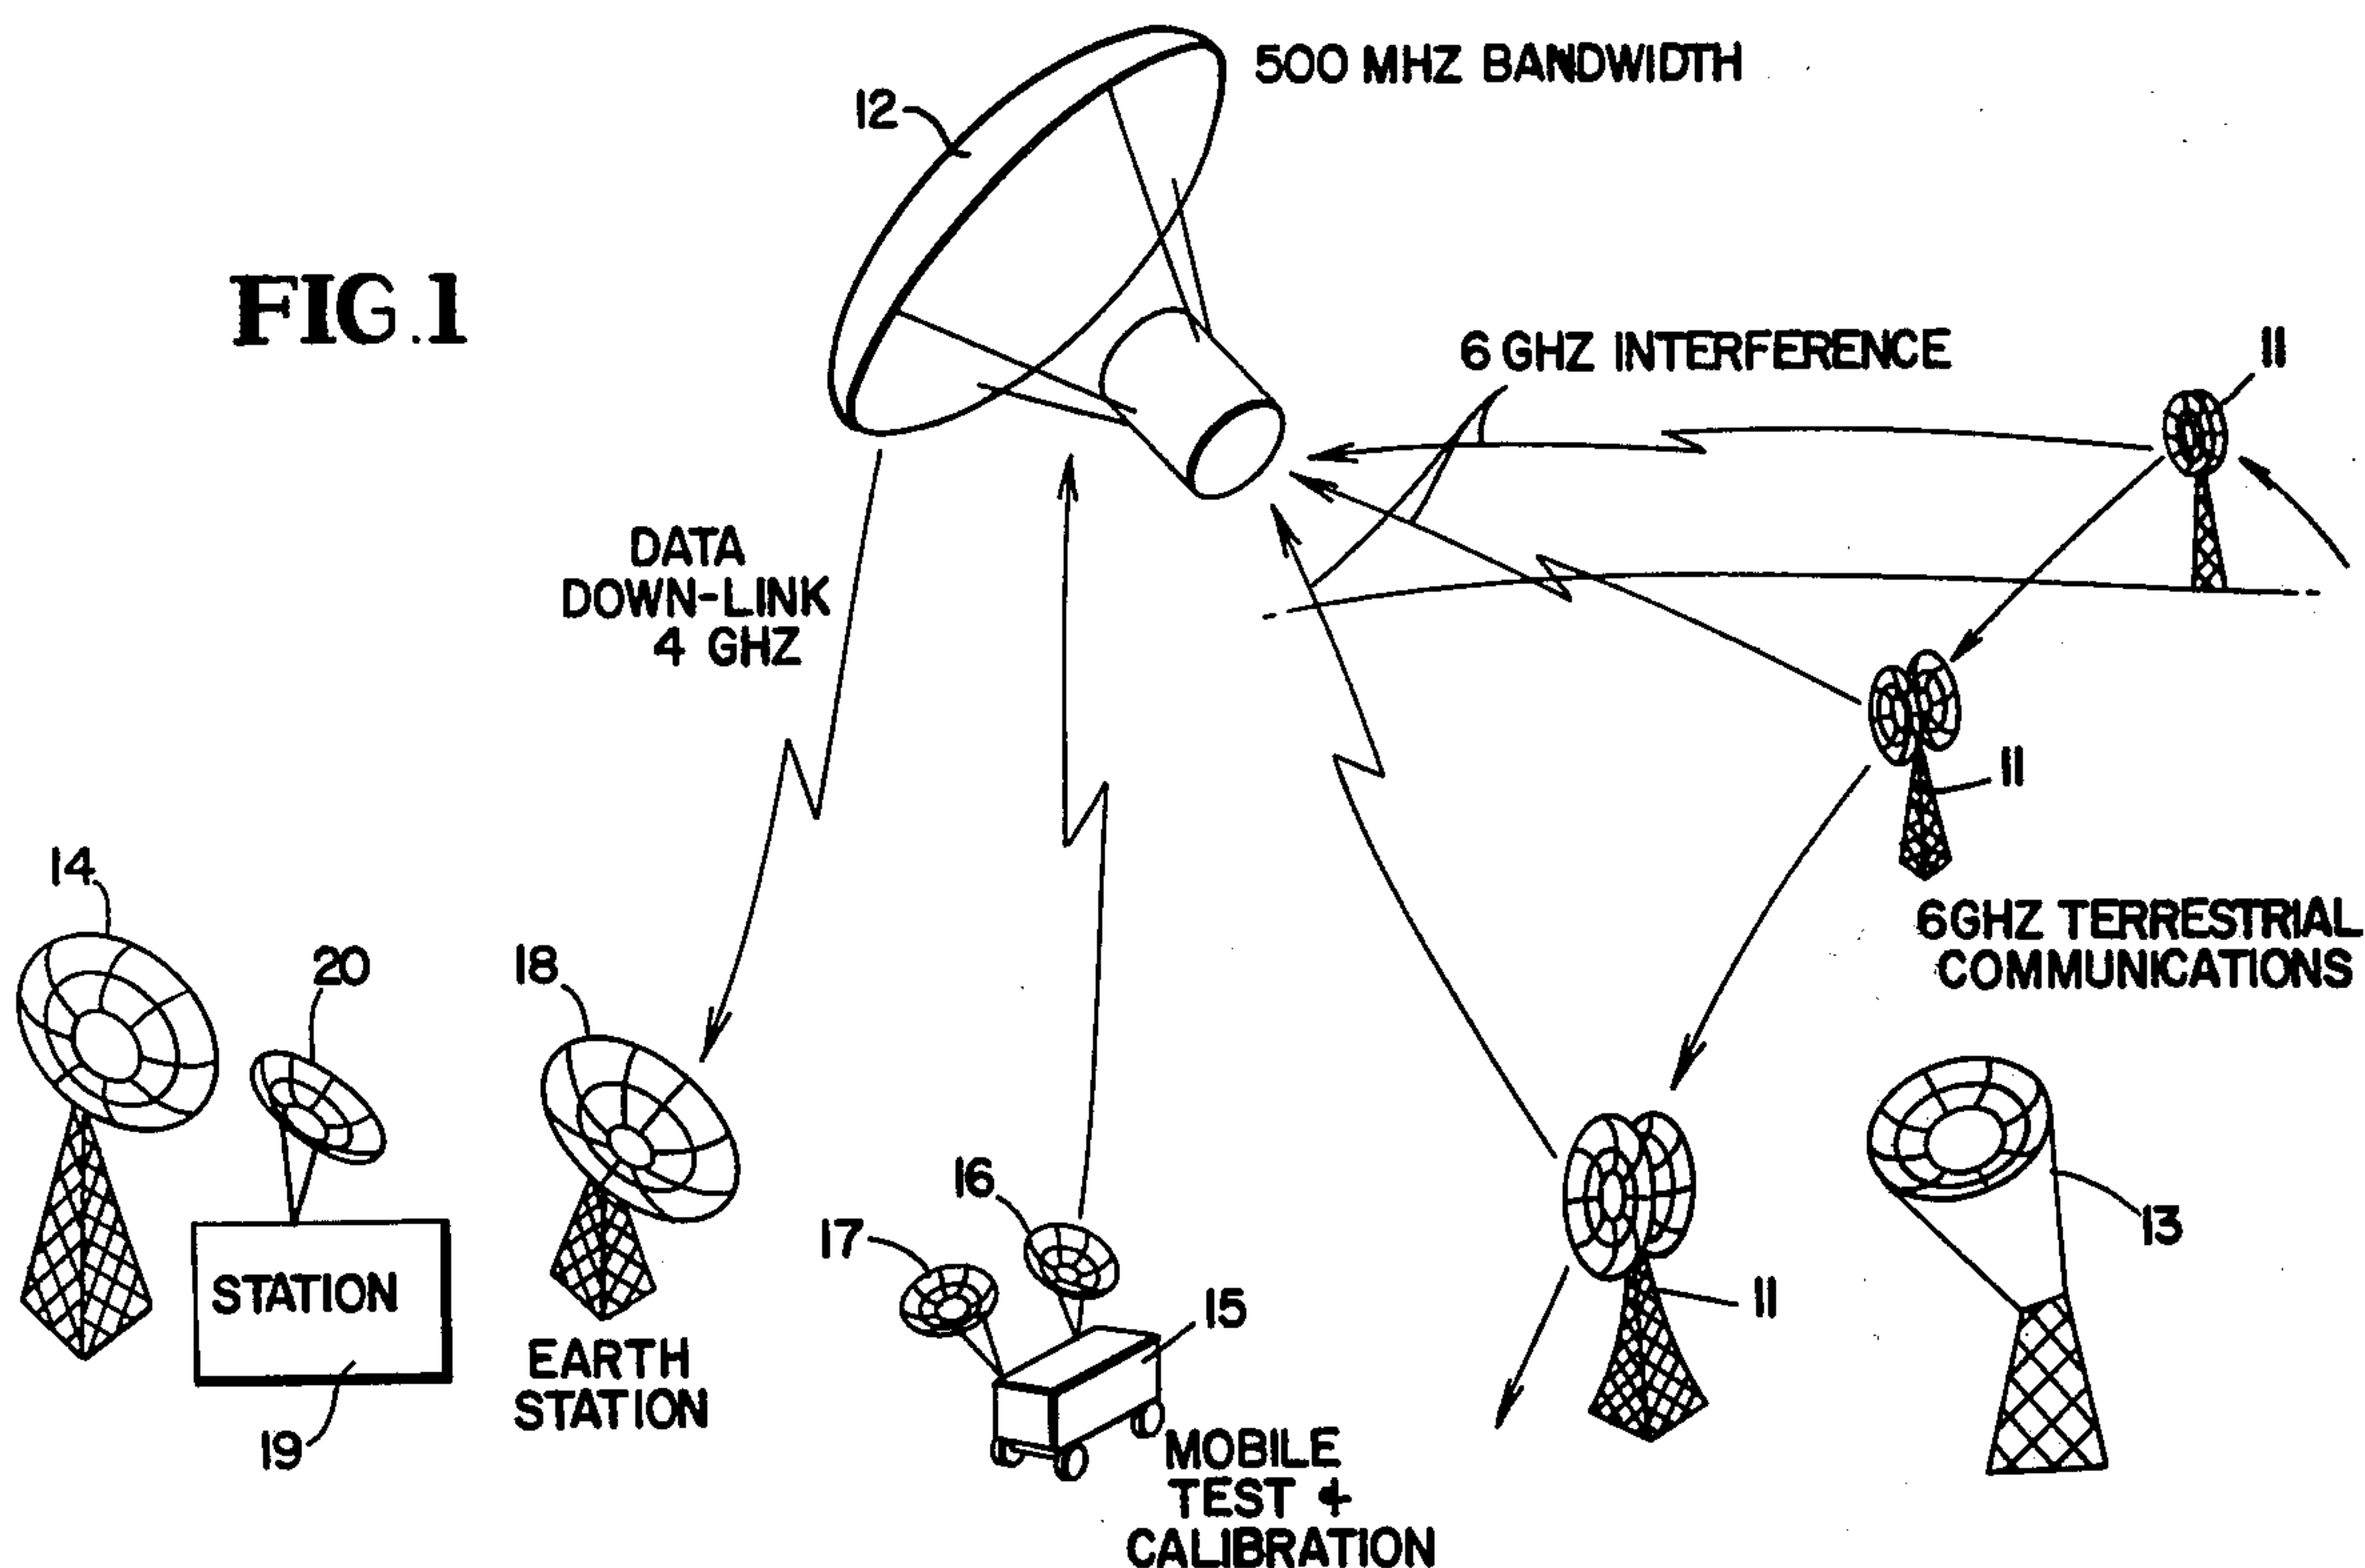 500 MHZ BANDWIDTH
12
FIG.1
6 GHZ INTERFERENCE
11
DATA
DOWN-LINK
4 GHZ
11
14
20
18
6GHZ TERRESTRIAL
COMMUNICATIONS
16
17
13
STATION
15
11
EARTH
STATION
19
MOBILE
TEST +
CALIBRATION